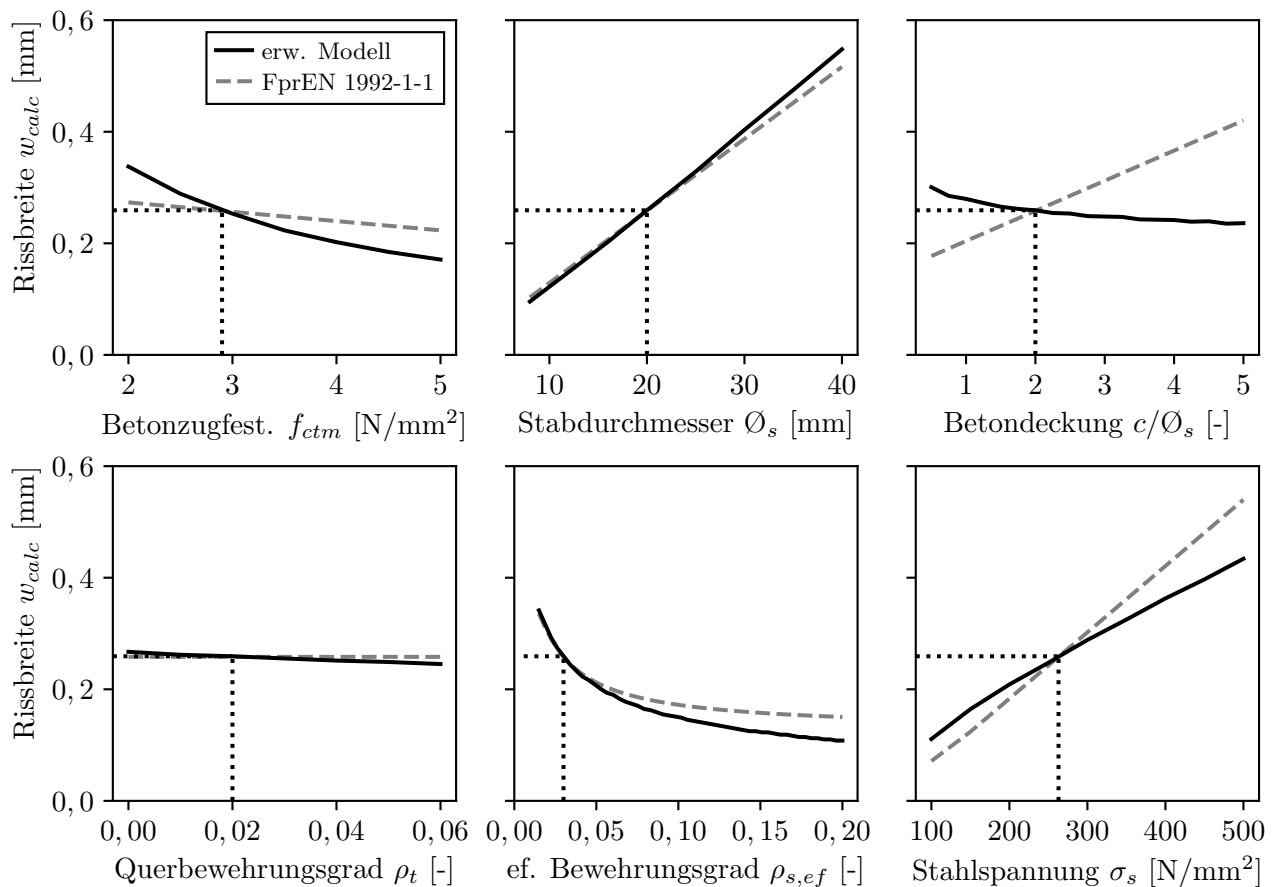 0,6
0,4
0,2
0,0
Rissbreite w_calc [mm]
erw. Modell
FprEN 1992-1-1
2 3 4 5
Betonzugfest. f_ctm [N/mm²]
10 20 30 40
Stabdurchmesser Ø_s [mm]
1 2 3 4 5
Betondeckung c/Ø_s [-]
0,6
0,4
0,2
0,0
Rissbreite w_calc [mm]
0,00 0,02 0,04 0,06
Querbewehrungsgrad ρ_t [-]
0,00 0,05 0,10 0,15 0,20
ef. Bewehrungsgrad ρ_s,ef [-]
100 200 300 400 500
Stahlspannung σ_s [N/mm²]